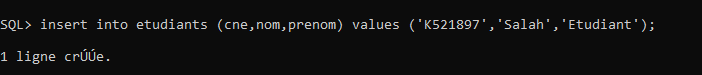 SQL> insert into etudiants (cne,nom,prenom) values ('K521897','Salah','Etudiant');
1 ligne crÚÚe.